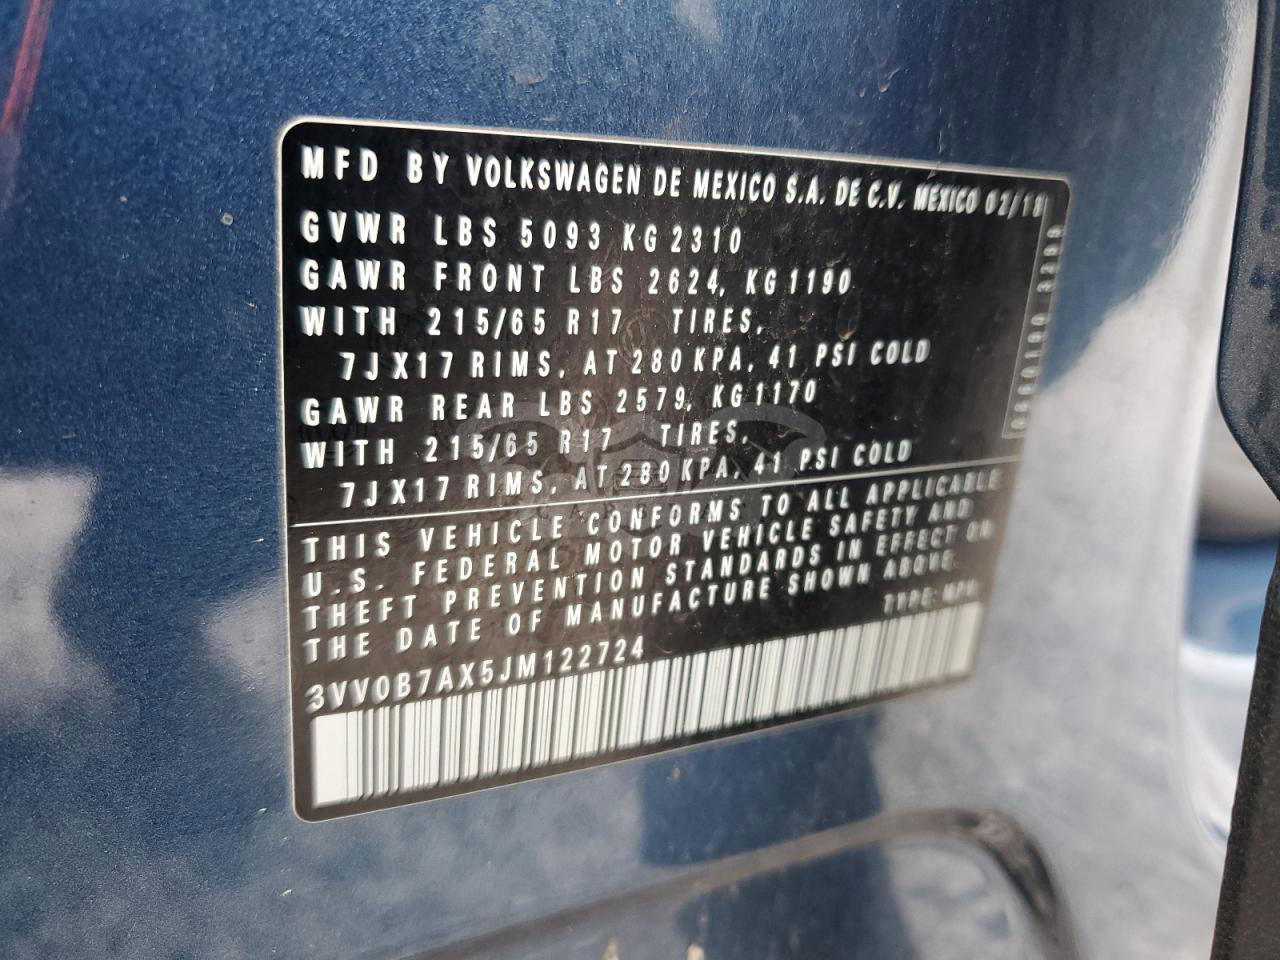 MFD BY VOLKSWAGEN DE MEXICO S.A. DE C.V. MEXICO 02/18
GVWR LBS 5093 KG 2310
GAWR FRONT LBS 2624, KG 1190
WITH 215/65 R17 TIRES,
7JX17 RIMS, AT 280 KPA, 41 PSI COLD
GAWR REAR LBS 2579, KG 1170
WITH 215/65 R17 TIRES,
7JX17 RIMS, AT 280 KPA, 41 PSI COLD
THIS VEHICLE CONFORMS TO ALL APPLICABLE
U.S. FEDERAL MOTOR VEHICLE SAFETY AND
THEFT PREVENTION STANDARDS IN EFFECT ON
THE DATE OF MANUFACTURE SHOWN ABOVE.
TYPE: MPV
3VV0B7AX5JM122724